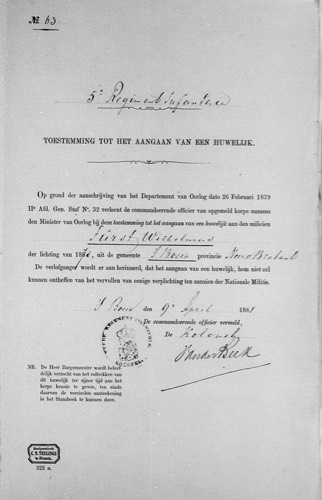 № 63
5e Regiment Infanterie
TOESTEMMING TOT HET AANGAAN VAN EEN HUWELIJK.
Op grond der aanschrijving van het Departement van Oorlog dato 26 Februari 1879
IIe Afd. Gen. Staf No. 32 verleent de commandeerende officier van opgemeld korps namens
den Minister van Oorlog bij deze toestemming tot het aangaan van een huwelijk aan den milicien
Fürst, Wilhelmus
der lichting van 187 uit de gemeente s Bosch provincie Noord Brabant
De verlofganger wordt er aan herinnerd, dat het aangaan van een huwelijk, hem niet zal
kunnen ontheffen van het vervullen van eenige verplichting ten aanzien der Nationale Militie.
s Bosch den 9e April 1881
De commandeerende officier vermeld,
De Kolonel
Van der Beek
NB. De Heer Burgemeester wordt beleefdelijk
verzocht van het voltrekken van
dit huwelijk ter zijner tijd aan het
korps kennis te geven, ten einde
daarvan de vereischte aanteekening
in het Stamboek te kunnen doen.
322 a.